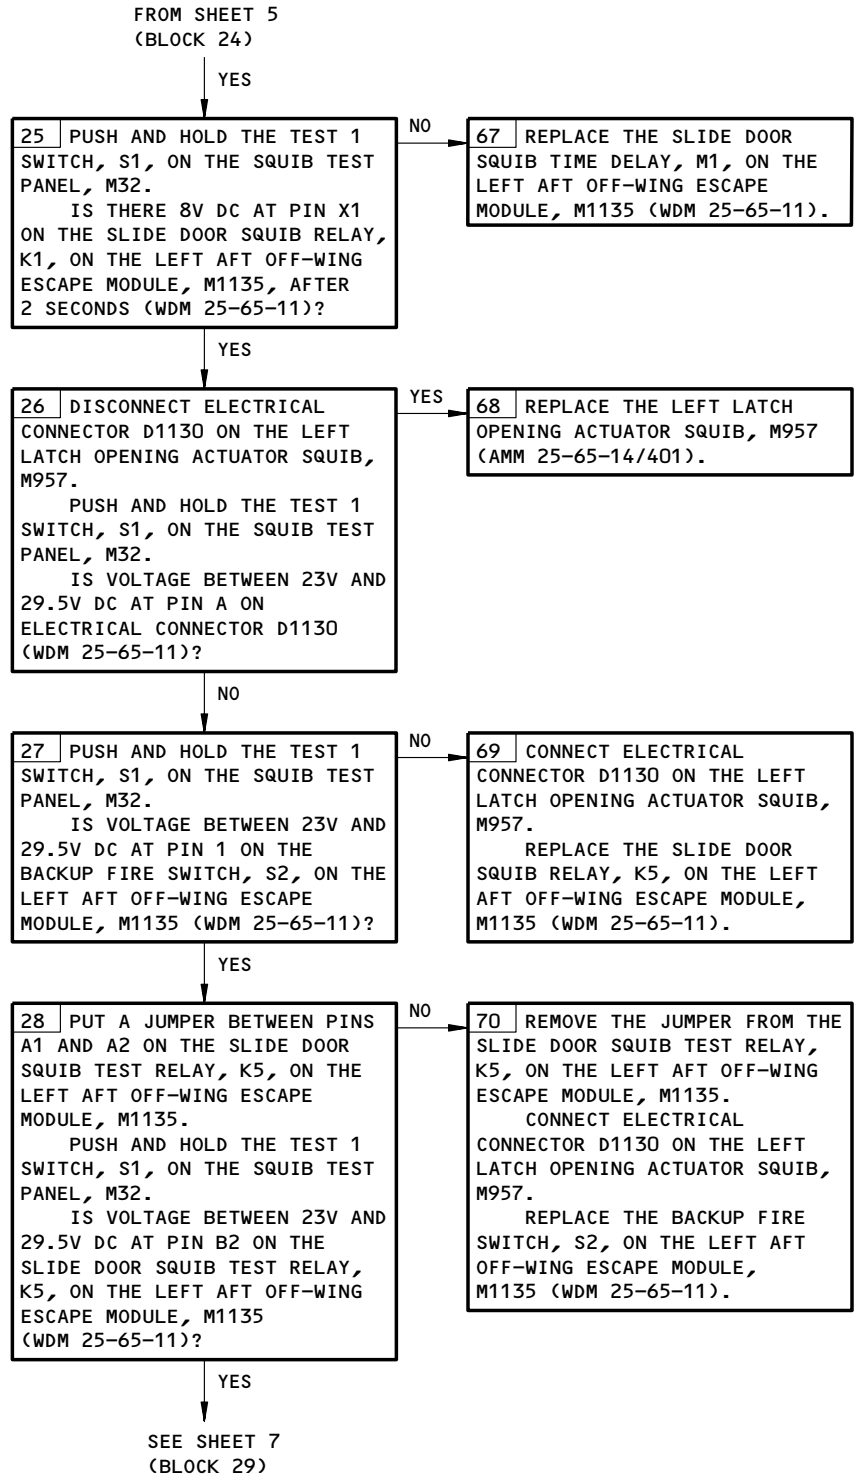 FROM SHEET 5
(BLOCK 24)
YES
25 PUSH AND HOLD THE TEST 1
SWITCH, S1, ON THE SQUIB TEST
PANEL, M32.
IS THERE 8V DC AT PIN X1
ON THE SLIDE DOOR SQUIB RELAY,
K1, ON THE LEFT AFT OFF-WING
ESCAPE MODULE, M1135, AFTER
2 SECONDS (WDM 25-65-11)?
NO
67 REPLACE THE SLIDE DOOR
SQUIB TIME DELAY, M1, ON THE
LEFT AFT OFF-WING ESCAPE
MODULE, M1135 (WDM 25-65-11).
YES
26 DISCONNECT ELECTRICAL
CONNECTOR D1130 ON THE LEFT
LATCH OPENING ACTUATOR SQUIB,
M957.
PUSH AND HOLD THE TEST 1
SWITCH, S1, ON THE SQUIB TEST
PANEL, M32.
IS VOLTAGE BETWEEN 23V AND
29.5V DC AT PIN A ON
ELECTRICAL CONNECTOR D1130
(WDM 25-65-11)?
YES
68 REPLACE THE LEFT LATCH
OPENING ACTUATOR SQUIB, M957
(AMM 25-65-14/401).
NO
27 PUSH AND HOLD THE TEST 1
SWITCH, S1, ON THE SQUIB TEST
PANEL, M32.
IS VOLTAGE BETWEEN 23V AND
29.5V DC AT PIN 1 ON THE
BACKUP FIRE SWITCH, S2, ON THE
LEFT AFT OFF-WING ESCAPE
MODULE, M1135 (WDM 25-65-11)?
NO
69 CONNECT ELECTRICAL
CONNECTOR D1130 ON THE LEFT
LATCH OPENING ACTUATOR SQUIB,
M957.
REPLACE THE SLIDE DOOR
SQUIB RELAY, K5, ON THE LEFT
AFT OFF-WING ESCAPE MODULE,
M1135 (WDM 25-65-11).
YES
28 PUT A JUMPER BETWEEN PINS
A1 AND A2 ON THE SLIDE DOOR
SQUIB TEST RELAY, K5, ON THE
LEFT AFT OFF-WING ESCAPE
MODULE, M1135.
PUSH AND HOLD THE TEST 1
SWITCH, S1, ON THE SQUIB TEST
PANEL, M32.
IS VOLTAGE BETWEEN 23V AND
29.5V DC AT PIN B2 ON THE
SLIDE DOOR SQUIB TEST RELAY,
K5, ON THE LEFT AFT OFF-WING
ESCAPE MODULE, M1135
(WDM 25-65-11)?
NO
70 REMOVE THE JUMPER FROM THE
SLIDE DOOR SQUIB TEST RELAY,
K5, ON THE LEFT AFT OFF-WING
ESCAPE MODULE, M1135.
CONNECT ELECTRICAL
CONNECTOR D1130 ON THE LEFT
LATCH OPENING ACTUATOR SQUIB,
M957.
REPLACE THE BACKUP FIRE
SWITCH, S2, ON THE LEFT AFT
OFF-WING ESCAPE MODULE,
M1135 (WDM 25-65-11).
YES
SEE SHEET 7
(BLOCK 29)